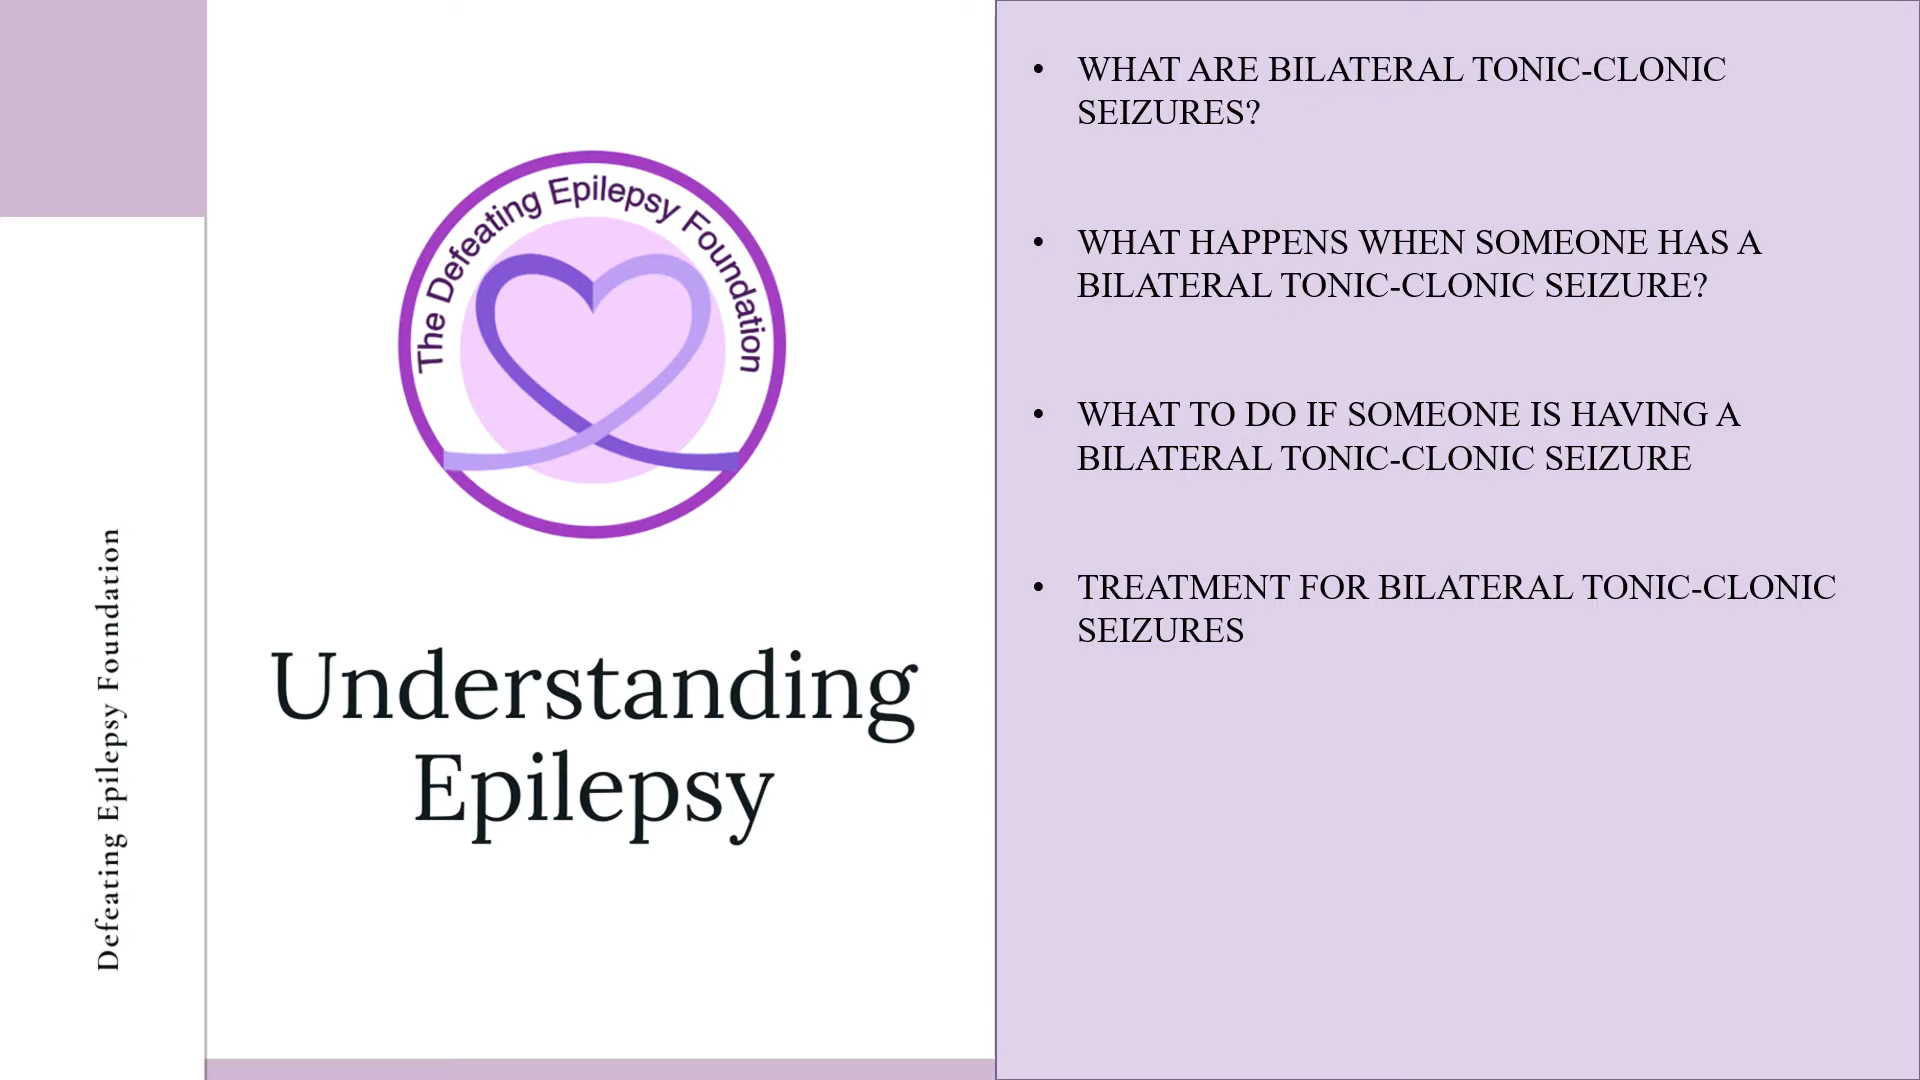 Defeating Epilepsy Foundation
The Defeating Epilepsy Foundation
Understanding
Epilepsy
• WHAT ARE BILATERAL TONIC-CLONIC
SEIZURES?
• WHAT HAPPENS WHEN SOMEONE HAS A
BILATERAL TONIC-CLONIC SEIZURE?
• WHAT TO DO IF SOMEONE IS HAVING A
BILATERAL TONIC-CLONIC SEIZURE
• TREATMENT FOR BILATERAL TONIC-CLONIC
SEIZURES